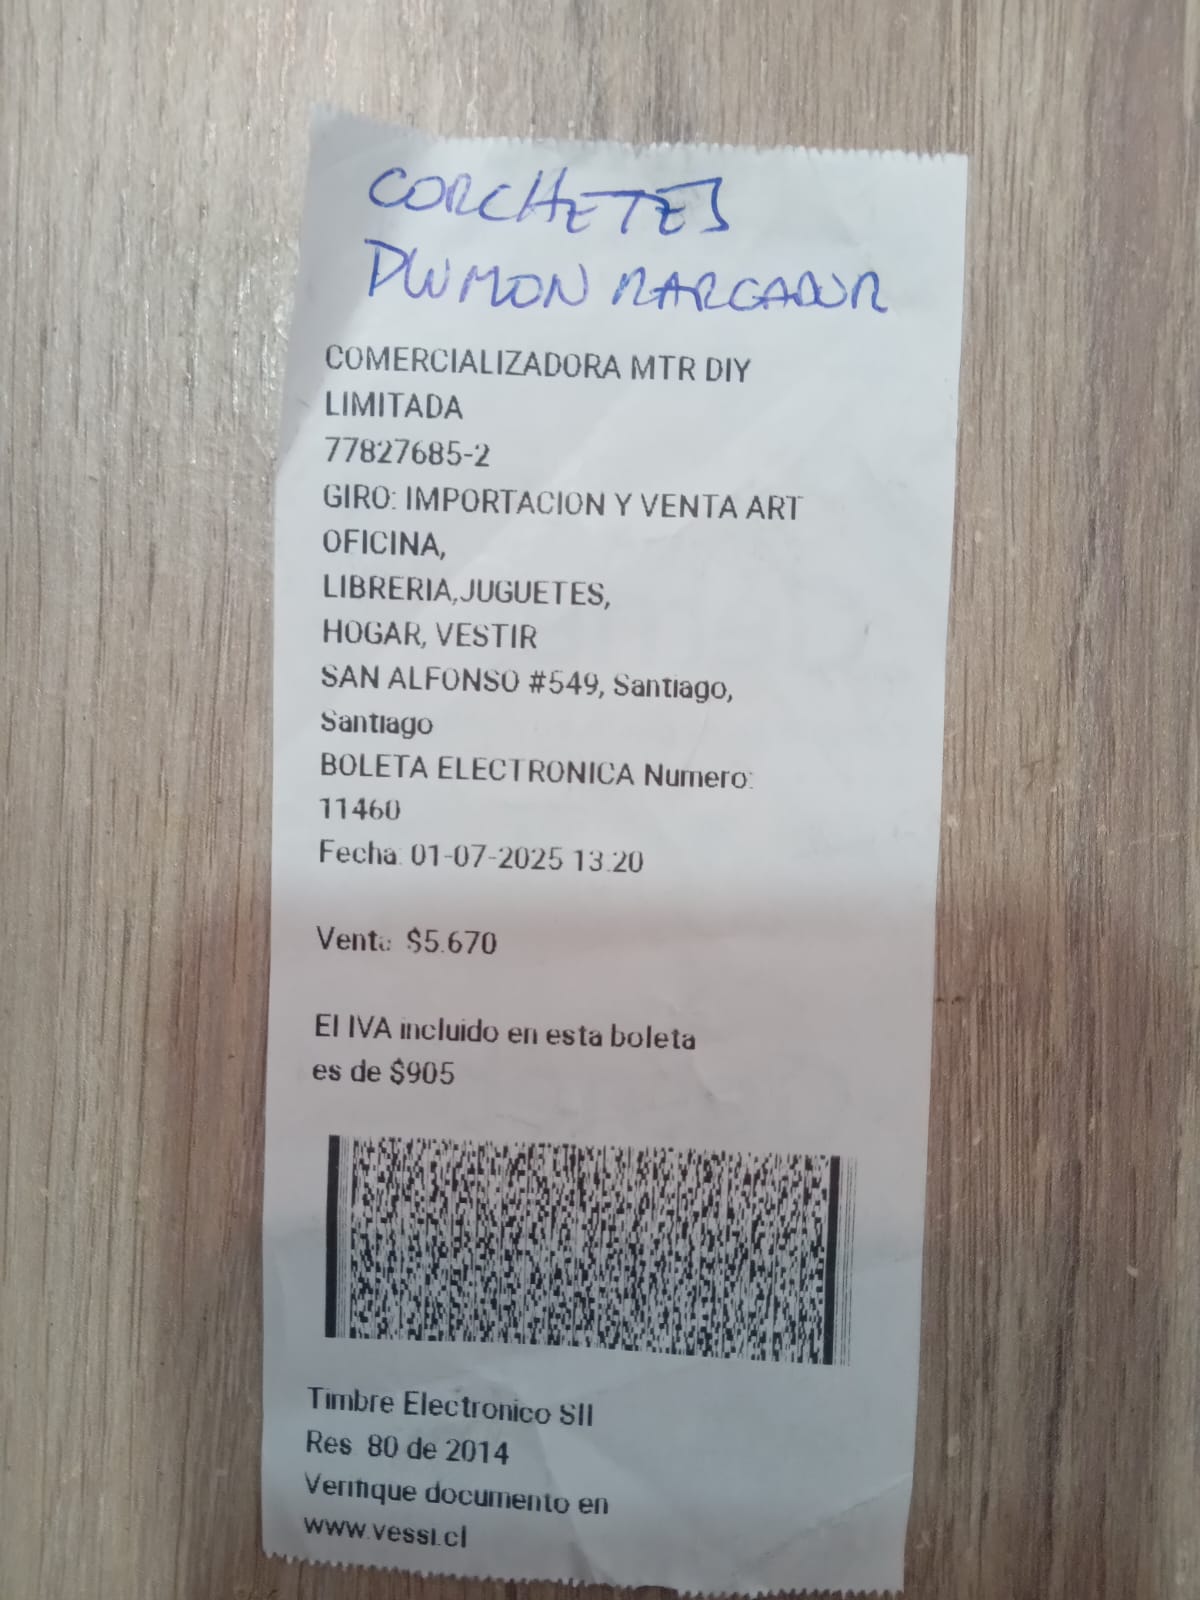 CORCHETES
PLUMON MARCADOR
COMERCIALIZADORA MTR DIY
LIMITADA
77827685-2
GIRO: IMPORTACION Y VENTA ART
OFICINA,
LIBRERIA,JUGUETES,
HOGAR, VESTIR
SAN ALFONSO #549, Santiago,
Santiago
BOLETA ELECTRONICA Numero:
11460
Fecha: 01-07-2025 13:20
Venta: $5.670
El IVA incluido en esta boleta
es de $905
Timbre Electronico SII
Res. 80 de 2014
Verifique documento en
www.vessi.cl